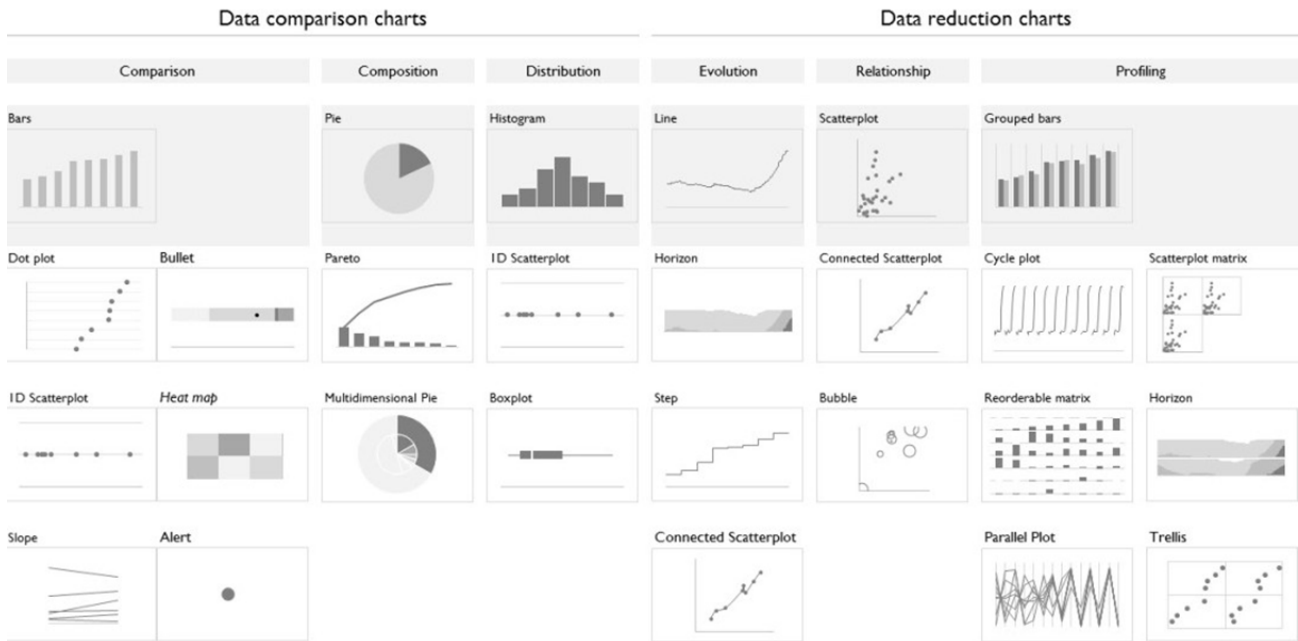 Data comparison charts
Data reduction charts
Comparison
Composition
Distribution
Evolution
Relationship
Profiling
Bars
Pie
Histogram
Line
Scatterplot
Grouped bars
Dot plot
Bullet
Pareto
1D Scatterplot
Horizon
Connected Scatterplot
Cycle plot
Scatterplot matrix
1D Scatterplot
Heat map
Multidimensional Pie
Boxplot
Step
Bubble
Reorderable matrix
Horizon
Slope
Alert
Connected Scatterplot
Parallel Plot
Trellis